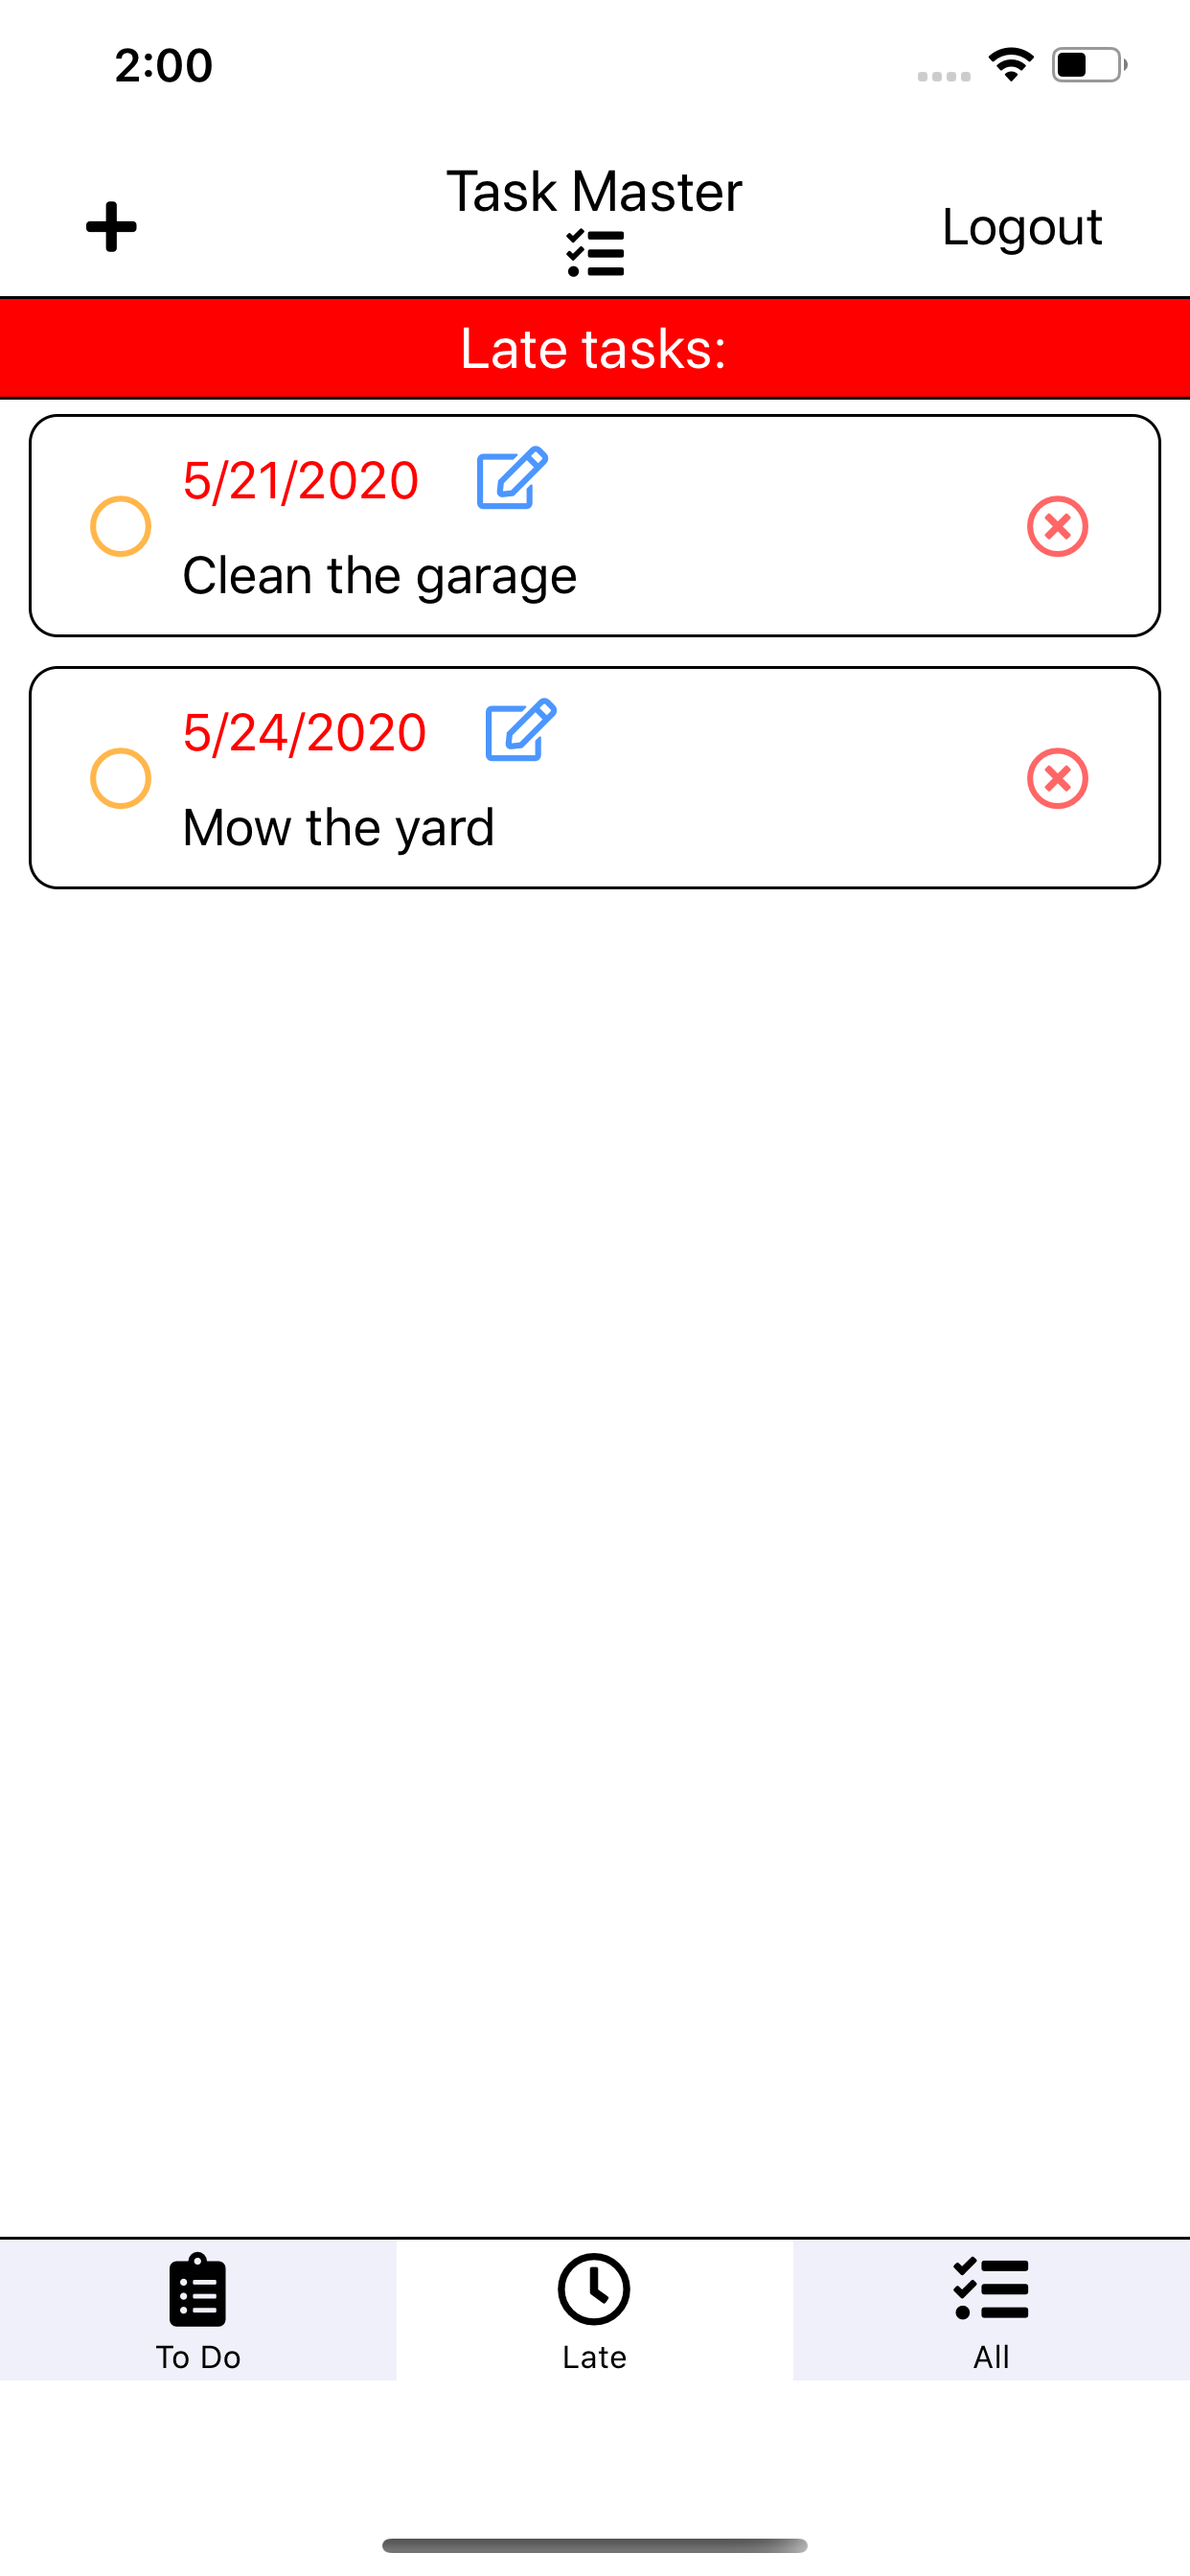 2:00
Task Master
Logout
Late tasks:
5/21/2020
Clean the garage
5/24/2020
Mow the yard
To Do
Late
All